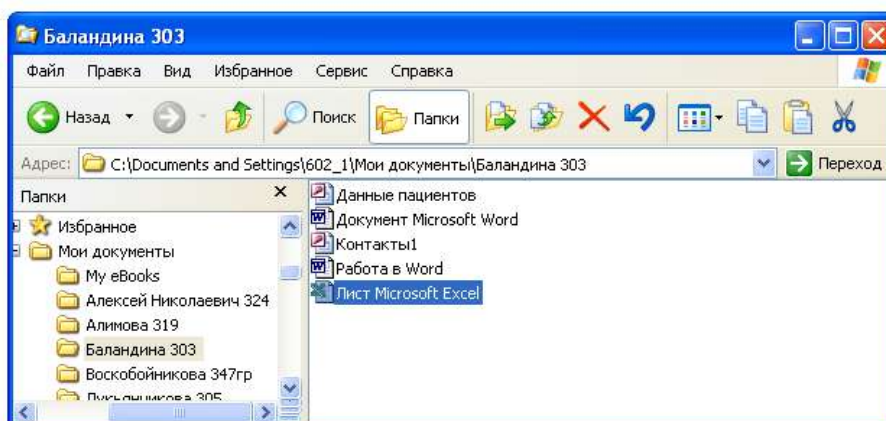 Баландина 303
Файл Правка Вид Избранное Сервис Справка
Назад Поиск Папки
Адрес: C:\Documents and Settings\602_1\Мои документы\Баландина 303 Переход
Папки
Избранное
Мои документы
My eBooks
Алексей Николаевич 324
Алимова 319
Баландина 303
Воскобойникова 347гр
Лукьянчикова 305
Данные пациентов
Документ Microsoft Word
Контакты1
Работа в Word
Лист Microsoft Excel